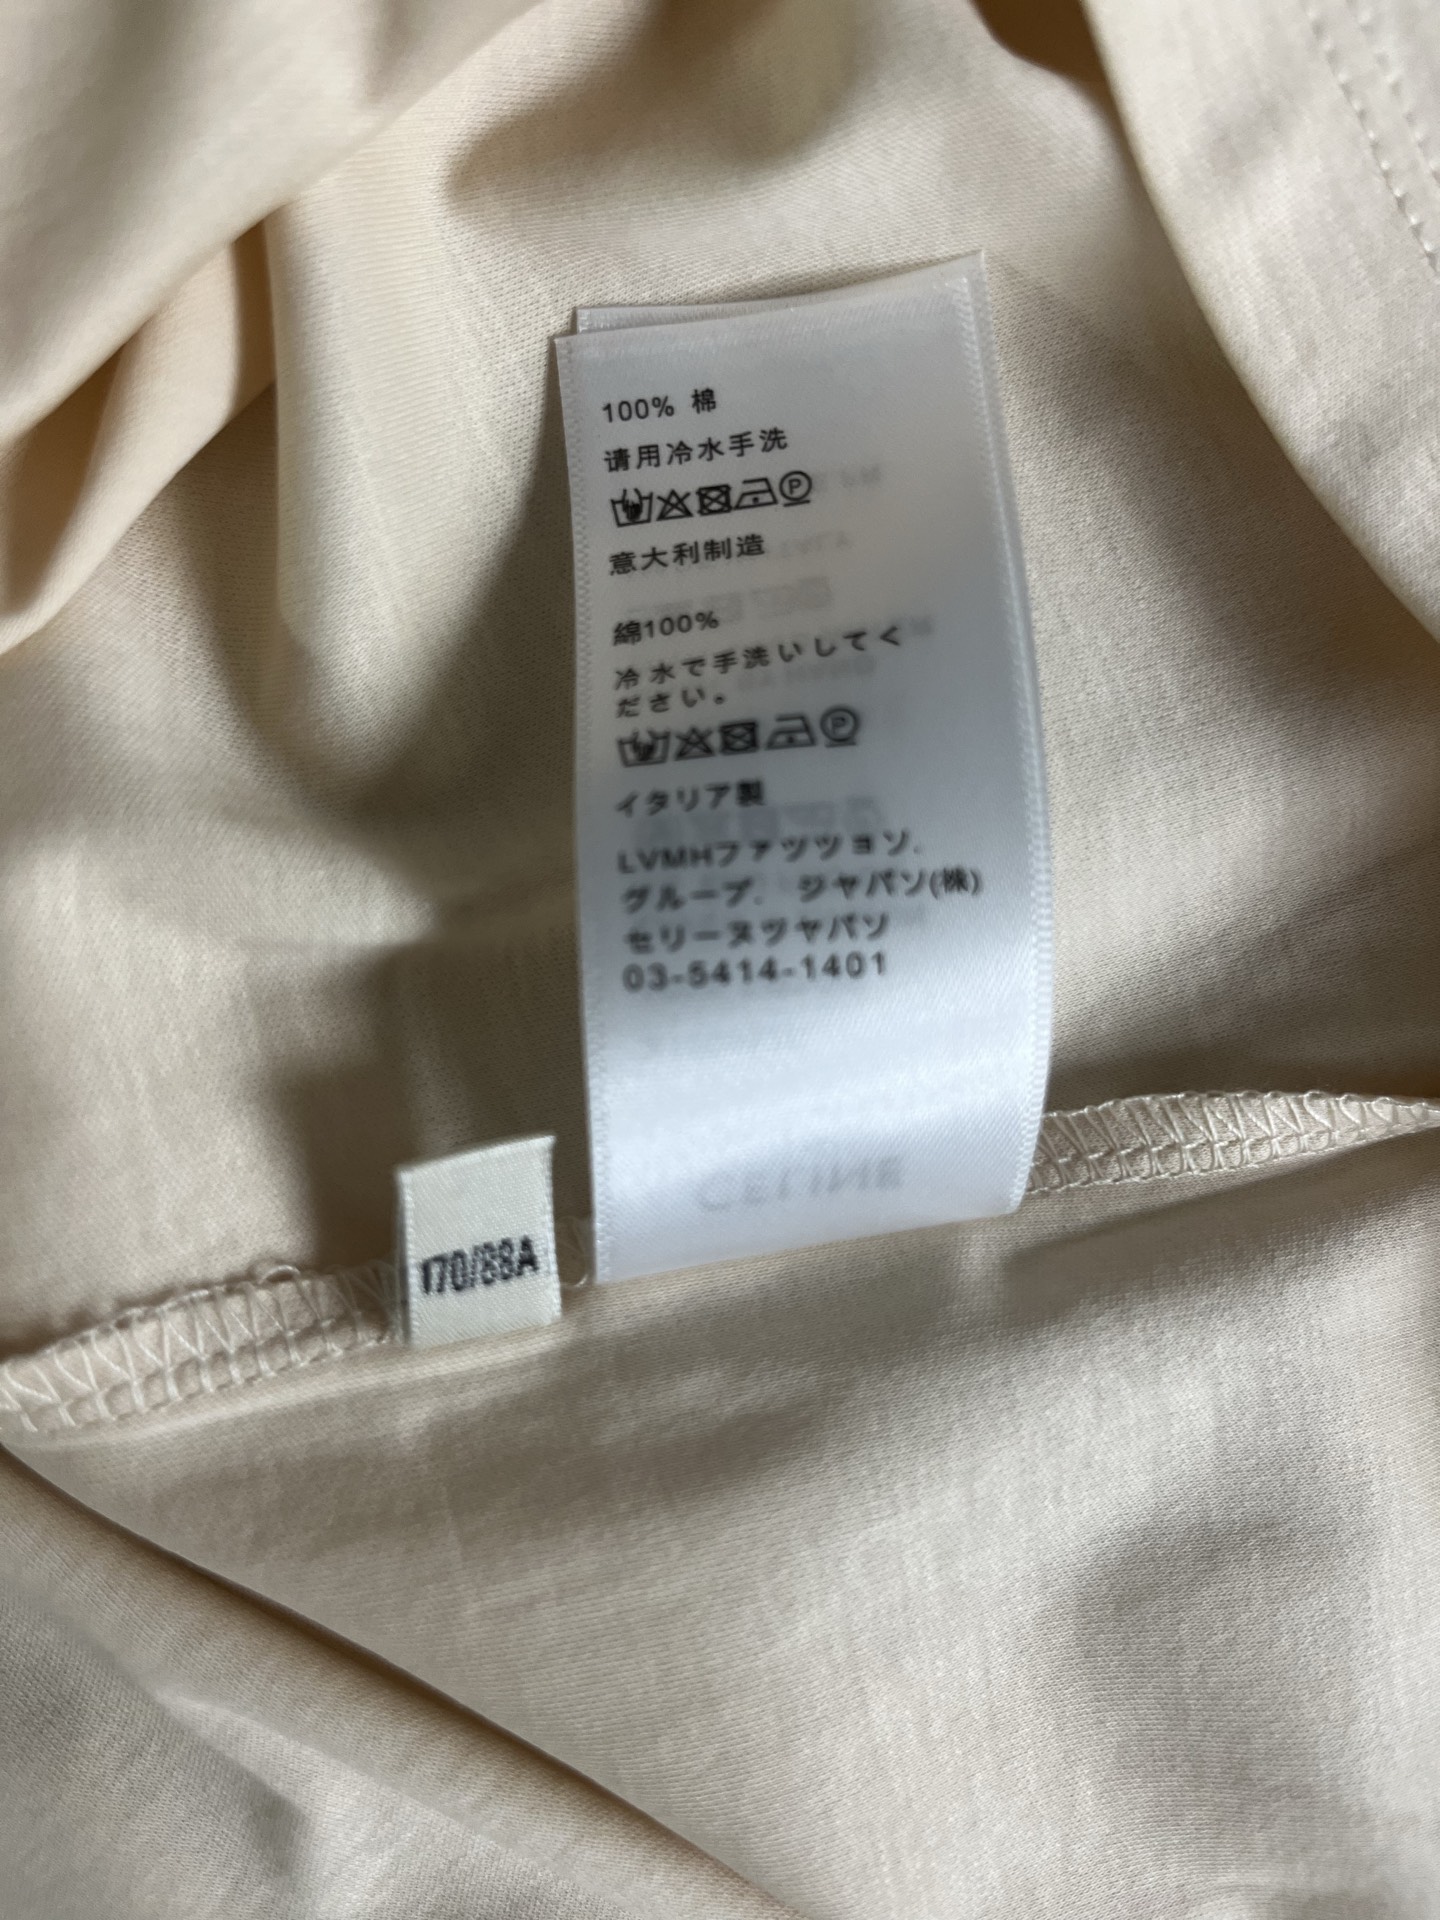 100% 棉
请用冷水手洗
P
意大利制造
綿100%
冷水で手洗いしてく
ださい。
P
イタリア製
LVMHファツツョソ.
グループ. ジヤパソ(株)
セリーヌツヤパソ
03-5414-1401
CELINE
170/88A